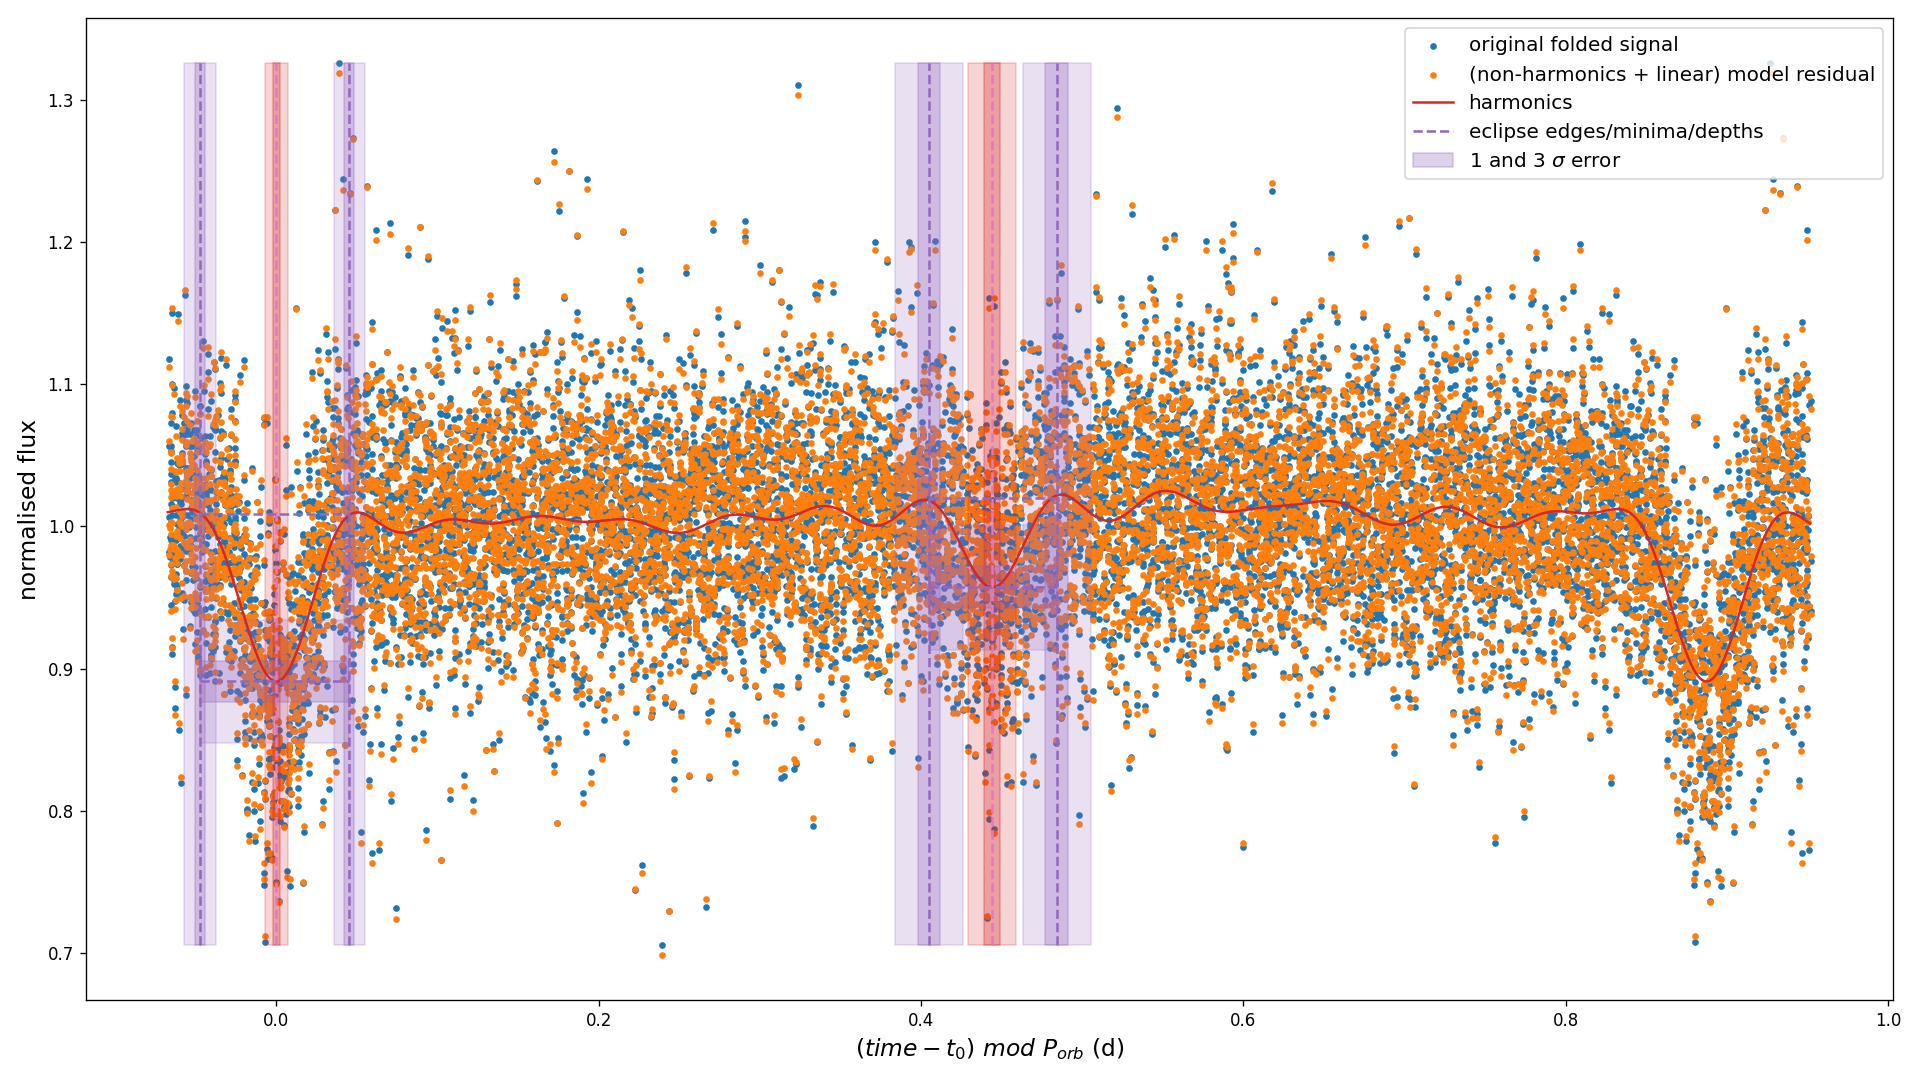 original folded signal
(non-harmonics + linear) model residual
harmonics
eclipse edges/minima/depths
1 and 3 σ error
normalised flux
1.3
1.2
1.1
1.0
0.9
0.8
0.7
0.0 0.2 0.4 0.6 0.8 1.0
(time − t₀) mod Pₒᵣb (d)